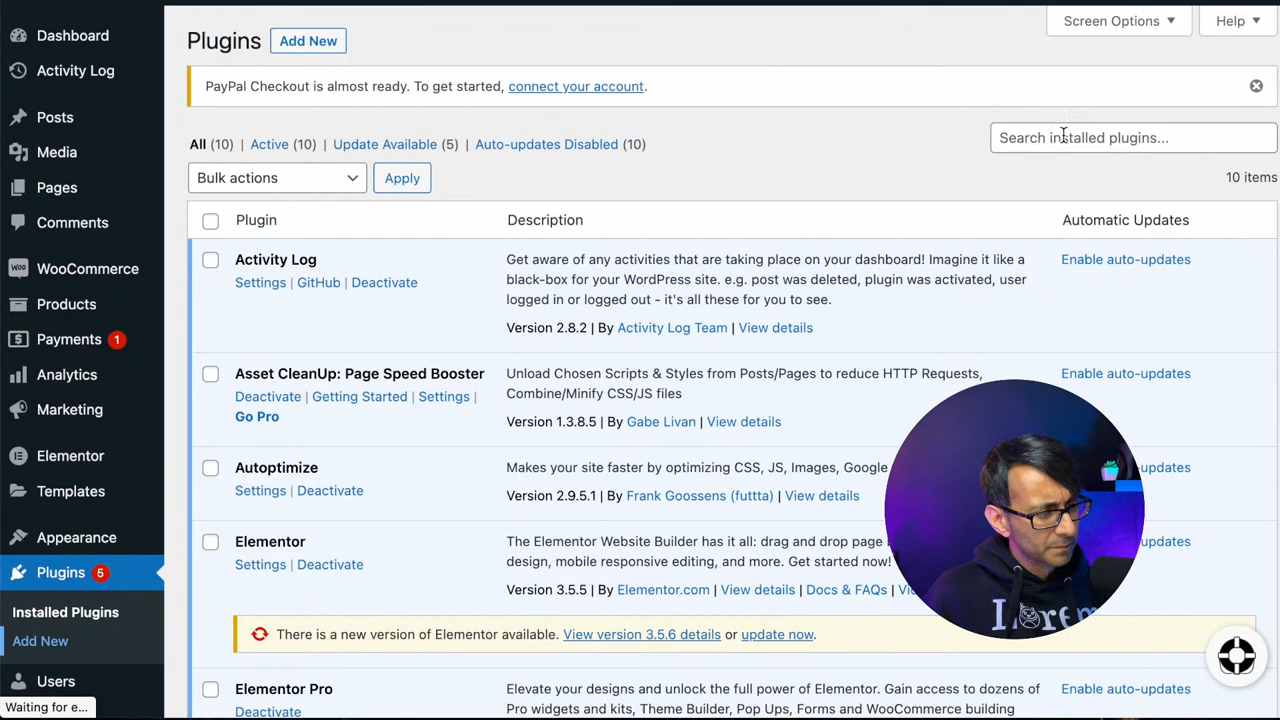 Screen Options
Help
Dashboard
Activity Log
Posts
Media
Pages
Comments
WooCommerce
Products
Payments 1
Analytics
Marketing
Elementor
Templates
Appearance
Plugins 5
Installed Plugins
Add New
Users
Waiting for e...
Plugins Add New
PayPal Checkout is almost ready. To get started, connect your account.
All (10) | Active (10) | Update Available (5) | Auto-updates Disabled (10)
Search installed plugins...
Bulk actions Apply
10 items
Plugin Description Automatic Updates
Activity Log
Settings | GitHub | Deactivate
Get aware of any activities that are taking place on your dashboard! Imagine it like a
black-box for your WordPress site. e.g. post was deleted, plugin was activated, user
logged in or logged out - it's all these for you to see.
Version 2.8.2 | By Activity Log Team | View details
Enable auto-updates
Asset CleanUp: Page Speed Booster
Deactivate | Getting Started | Settings |
Go Pro
Unload Chosen Scripts & Styles from Posts/Pages to reduce HTTP Requests,
Combine/Minify CSS/JS files
Version 1.3.8.5 | By Gabe Livan | View details
Enable auto-updates
Autoptimize
Settings | Deactivate
Makes your site faster by optimizing CSS, JS, Images, Google
Version 2.9.5.1 | By Frank Goossens (futtta) | View details
updates
Elementor
Settings | Deactivate
The Elementor Website Builder has it all: drag and drop page
design, mobile responsive editing, and more. Get started now!
Version 3.5.5 | By Elementor.com | View details | Docs & FAQs |
updates
There is a new version of Elementor available. View version 3.5.6 details or update now.
Elementor Pro
Deactivate
Elevate your designs and unlock the full power of Elementor. Gain access to dozens of
Pro widgets and kits, Theme Builder, Pop Ups, Forms and WooCommerce building
Enable auto-updates